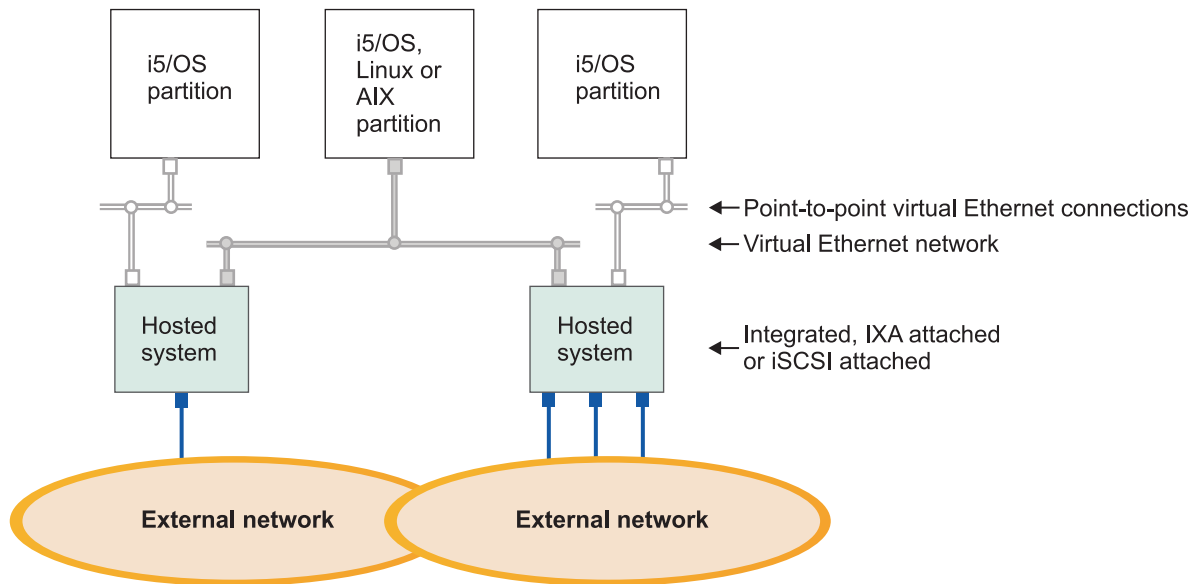 i5/OS
partition
i5/OS,
Linux or
AIX
partition
i5/OS
partition
Point-to-point virtual Ethernet connections
Virtual Ethernet network
Hosted
system
Hosted
system
Integrated, IXA attached
or iSCSI attached
External network
External network